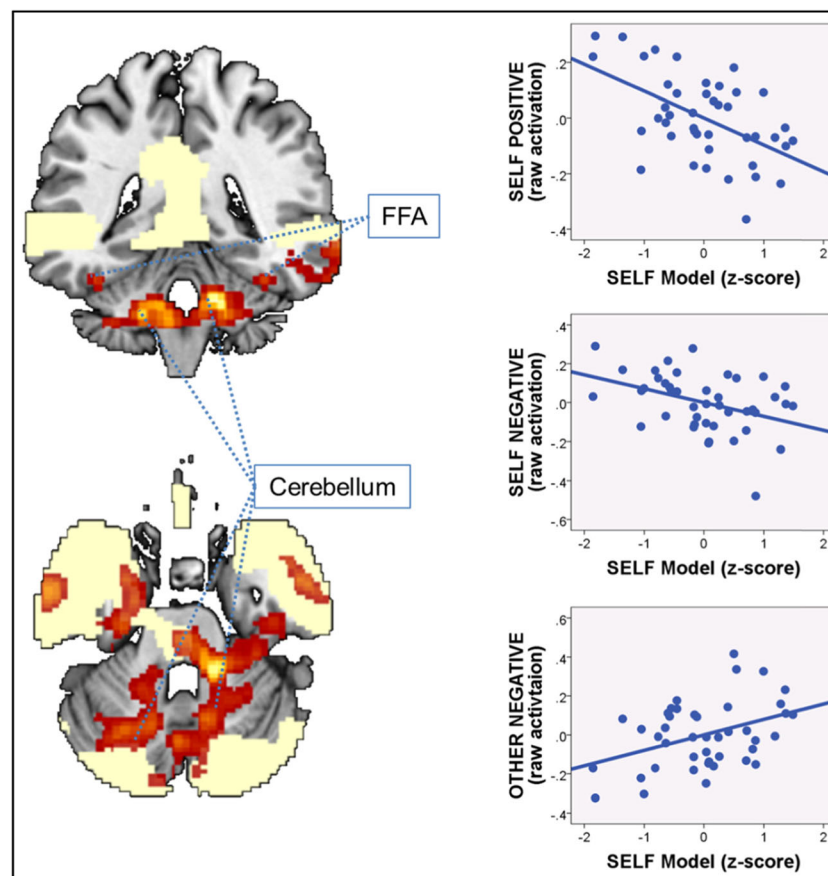 FFA
Cerebellum
SELF POSITIVE
(raw activation)
.2
.0
-.2
-.4
-2
-1
0
1
2
SELF Model (z-score)
SELF NEGATIVE
(raw activation)
.4
.2
.0
-.2
-.4
-.6
-2
-1
0
1
2
SELF Model (z-score)
OTHER NEGATIVE
(raw activtaion)
.6
.4
.2
.0
-.2
-.4
-2
-1
0
1
2
SELF Model (z-score)